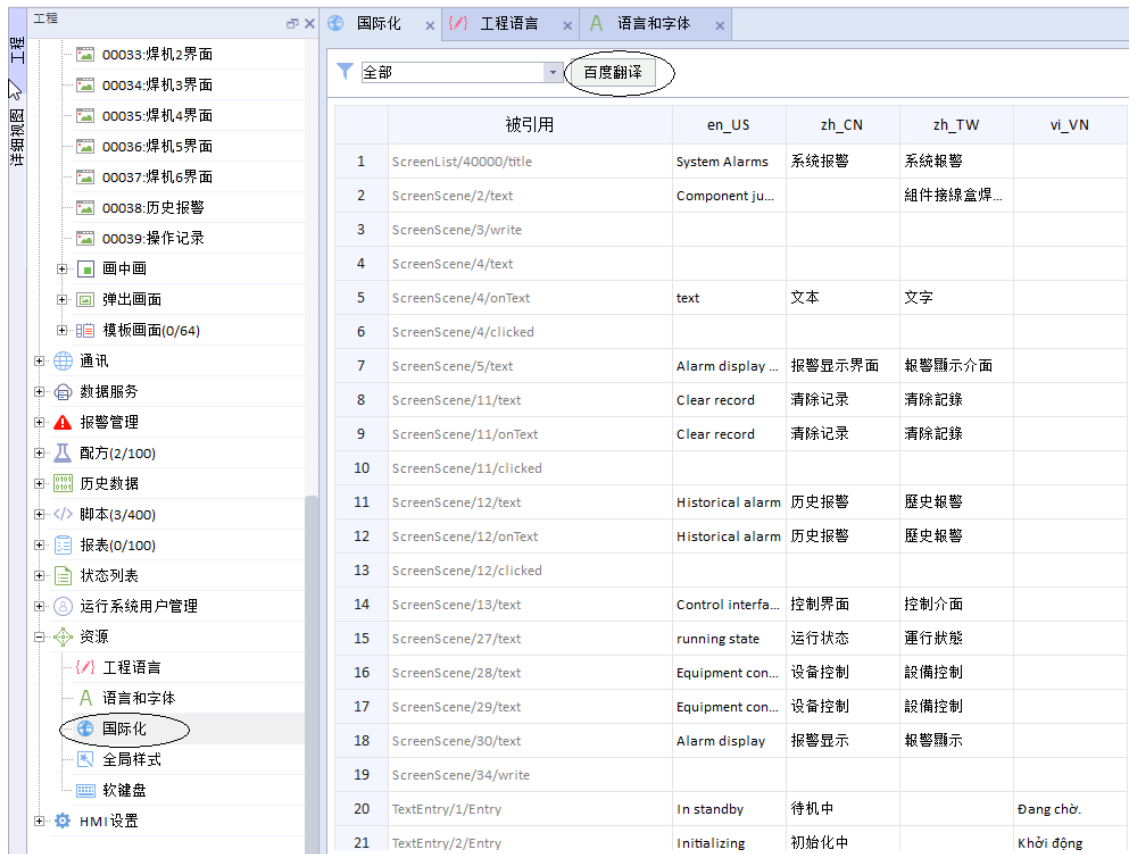 工程
工程
详细视图
00033:焊机2界面
00034:焊机3界面
00035:焊机4界面
00036:焊机5界面
00037:焊机6界面
00038:历史报警
00039:操作记录
画中画
弹出画面
模板画面(0/64)
通讯
数据服务
报警管理
配方(2/100)
历史数据
脚本(3/400)
报表(0/100)
状态列表
运行系统用户管理
资源
工程语言
语言和字体
国际化
全局样式
软键盘
HMI设置
国际化 工程语言 语言和字体
全部 百度翻译
被引用 en_US zh_CN zh_TW vi_VN
1 ScreenList/40000/title System Alarms 系统报警 系統報警
2 ScreenScene/2/text Component ju... 組件接線盒焊...
3 ScreenScene/3/write
4 ScreenScene/4/text
5 ScreenScene/4/onText text 文本 文字
6 ScreenScene/4/clicked
7 ScreenScene/5/text Alarm display ... 报警显示界面 報警顯示介面
8 ScreenScene/11/text Clear record 清除记录 清除記錄
9 ScreenScene/11/onText Clear record 清除记录 清除記錄
10 ScreenScene/11/clicked
11 ScreenScene/12/text Historical alarm 历史报警 歷史報警
12 ScreenScene/12/onText Historical alarm 历史报警 歷史報警
13 ScreenScene/12/clicked
14 ScreenScene/13/text Control interfa... 控制界面 控制介面
15 ScreenScene/27/text running state 运行状态 運行狀態
16 ScreenScene/28/text Equipment con... 设备控制 設備控制
17 ScreenScene/29/text Equipment con... 设备控制 設備控制
18 ScreenScene/30/text Alarm display 报警显示 報警顯示
19 ScreenScene/34/write
20 TextEntry/1/Entry In standby 待机中 Đang chờ.
21 TextEntry/2/Entry Initializing 初始化中 Khởi động